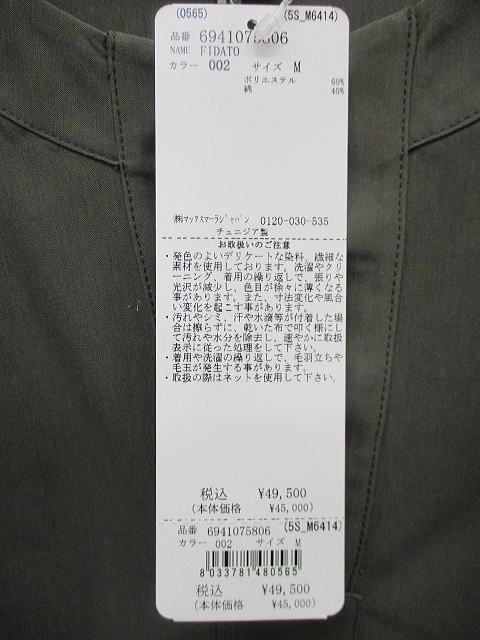 (0565) (5S_M6414)
品番 6941075806
NAME FIDATO
カラー 002 サイズ M
ポリエステル 60%
綿 40%
㈱マックスマーラジャパン 0120-030-535
チュニジア製
お取扱いのご注意
・発色のよいデリケートな染料、繊細な
素材を使用しております。洗濯やクリ
ーニング、着用の繰り返しで、張りや
光沢が減少し、色目が徐々に薄くなる
事があります。また、寸法変化や風合
い変化を起こす事があります。
・汚れやシミ、汗や水滴等が付着した場
合は擦らずに、乾いた布で叩く様にし
て汚れや水分を除去し、速やかに取扱
表示に従った処理をして下さい。
・着用や洗濯の繰り返しで、毛羽立ちや
毛玉が発生する事があります。
・取扱の際はネットを使用して下さい。
税込 ¥49,500
(本体価格 ¥45,000)
品番 6941075806 (5S_M6414)
カラー 002 サイズ M
8033781480565
税込 ¥49,500
(本体価格 ¥45,000)